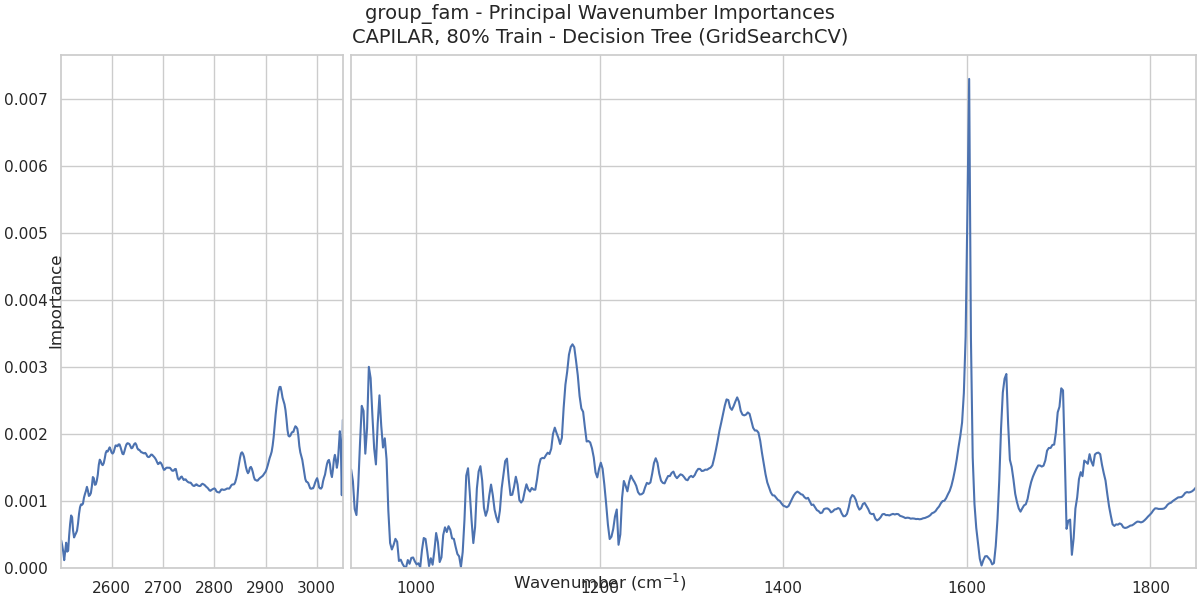 group_fam - Principal Wavenumber Importances
CAPILAR, 80% Train - Decision Tree (GridSearchCV)
Importance
0.007
0.006
0.005
0.004
0.003
0.002
0.001
0.000
2600 2700 2800 2900 3000 1000 1200 1400 1600 1800
Wavenumber (cm⁻¹)